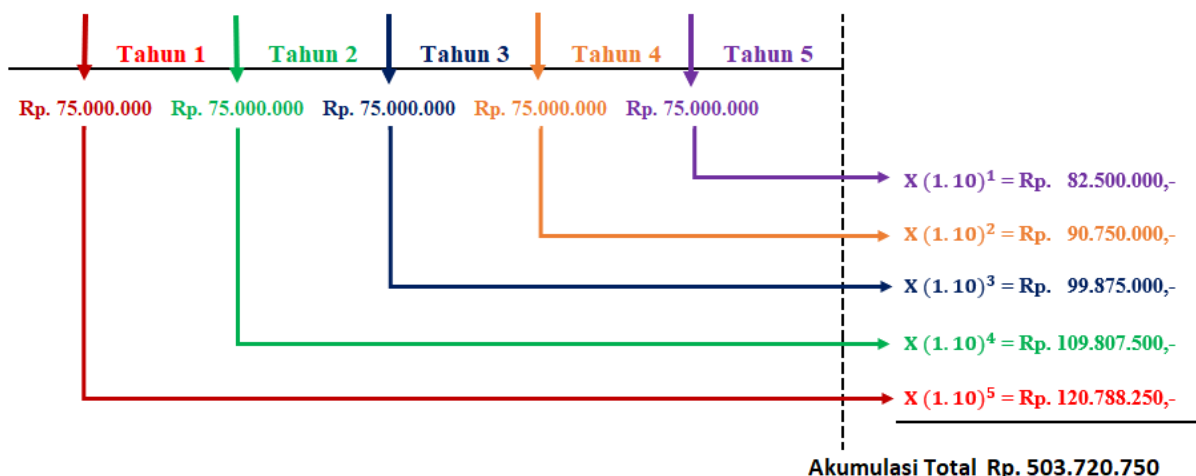 Tahun 1 Tahun 2 Tahun 3 Tahun 4 Tahun 5
Rp. 75.000.000 Rp. 75.000.000 Rp. 75.000.000 Rp. 75.000.000 Rp. 75.000.000
X (1.10)¹ = Rp. 82.500.000,-
X (1.10)² = Rp. 90.750.000,-
X (1.10)³ = Rp. 99.875.000,-
X (1.10)⁴ = Rp. 109.807.500,-
X (1.10)⁵ = Rp. 120.788.250,-
Akumulasi Total Rp. 503.720.750